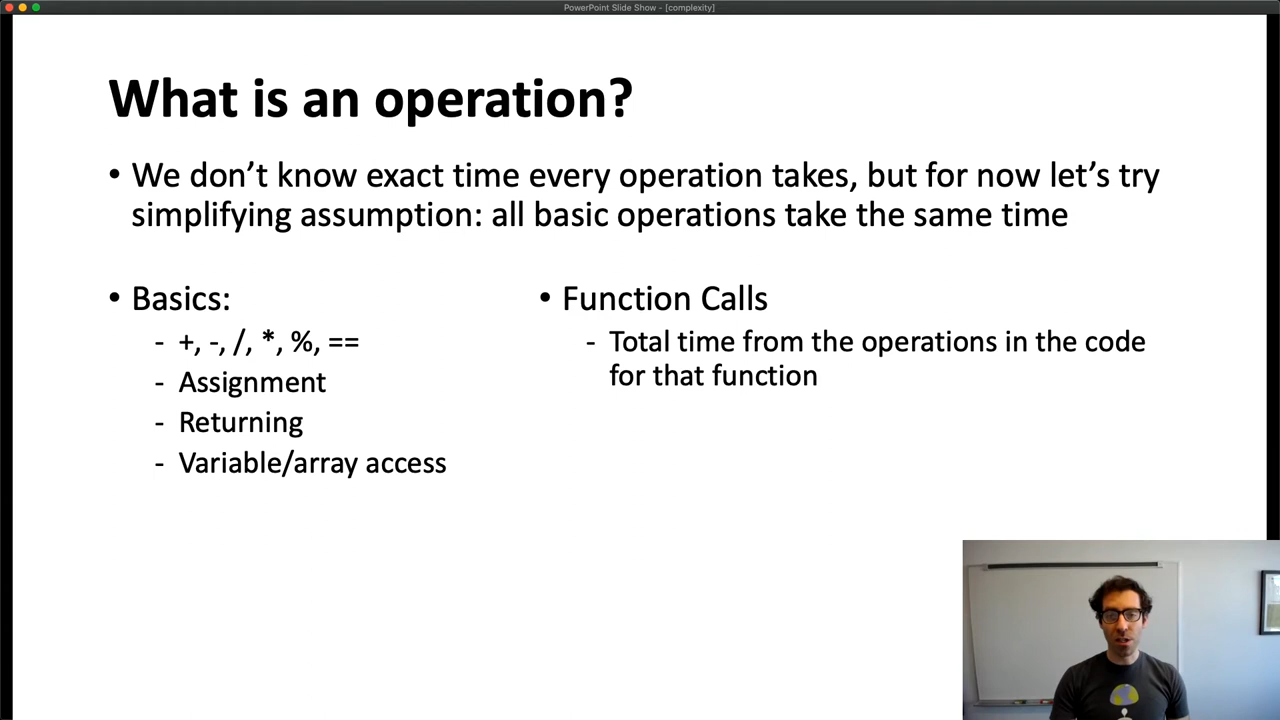 PowerPoint Slide Show - [complexity]
What is an operation?
• We don’t know exact time every operation takes, but for now let’s try
simplifying assumption: all basic operations take the same time
• Basics:
- +, -, /, *, %, ==
- Assignment
- Returning
- Variable/array access
• Function Calls
- Total time from the operations in the code
for that function